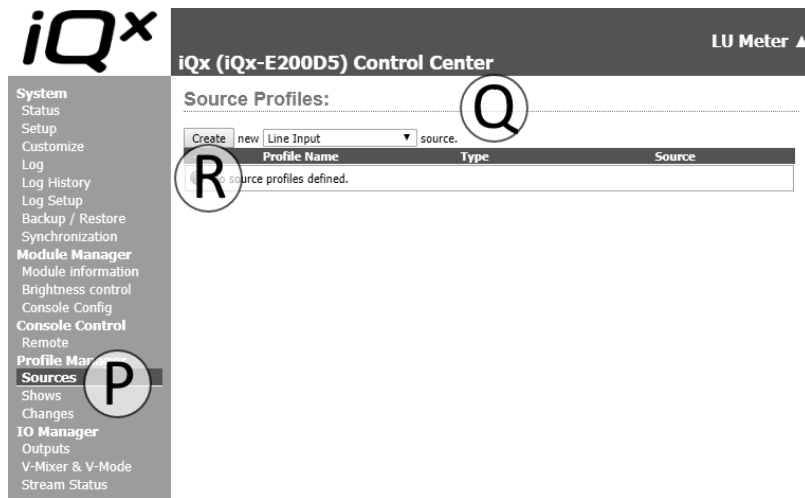 iQx
LU Meter
iQx (iQx-E200D5) Control Center
System
Status
Setup
Customize
Log
Log History
Log Setup
Backup / Restore
Synchronization
Module Manager
Module information
Brightness control
Console Config
Console Control
Remote
Profile Manager
Sources
Shows
Changes
IO Manager
Outputs
V-Mixer & V-Mode
Stream Status
P
Source Profiles:
Q
Create new Line Input source.
Profile Name Type Source
R
source profiles defined.